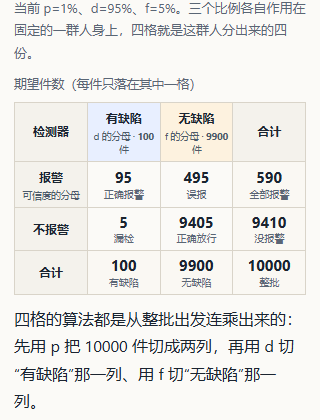 当前 p=1%、d=95%、f=5%。三个比例各自作用在
固定的一群人身上，四格就是这群人分出来的四
份。
期望件数（每件只落在其中一格）
检测器 有缺陷 无缺陷 合计
d 的分母 · 100 f 的分母 · 9900
件 件
报警 95 495 590
可信度的分母 正确报警 误报 全部报警
不报警 5 9405 9410
漏检 正确放行 没报警
合计 100 9900 10000
有缺陷 无缺陷 整批
四格的算法都是从整批出发连乘出来的：
先用 p 把 10000 件切成两列，再用 d 切
“有缺陷”那一列、用 f 切“无缺陷”那一
列。